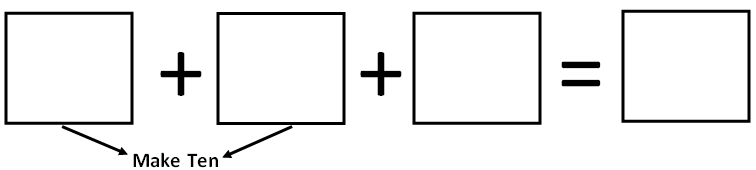 + + =
Make Ten